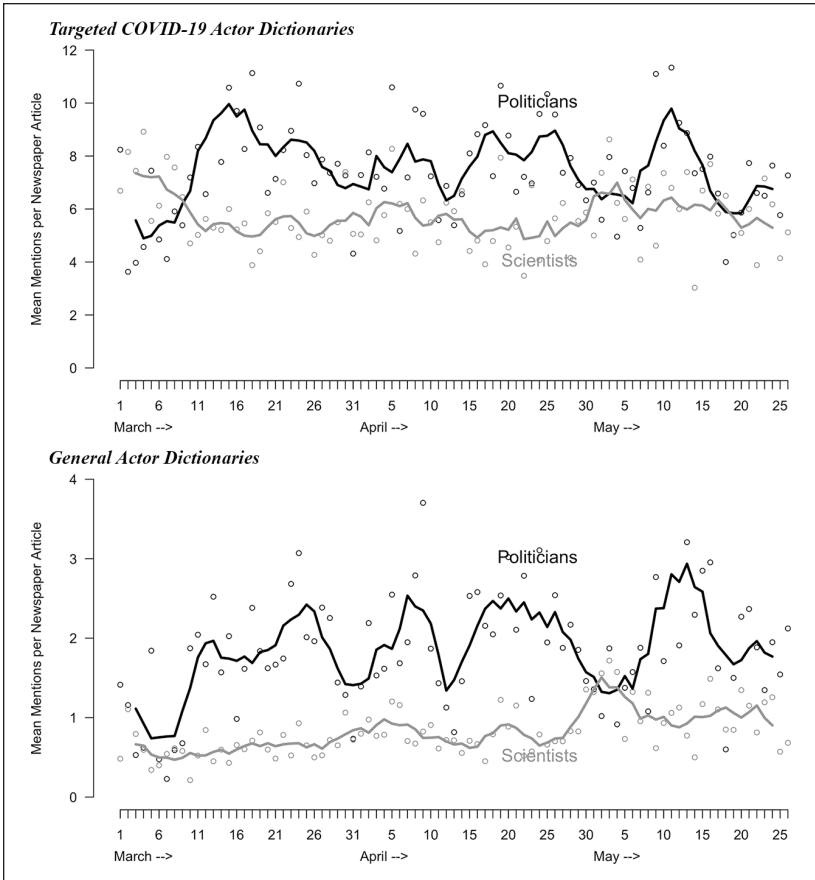 Targeted COVID-19 Actor Dictionaries
Mean Mentions per Newspaper Article
12
10
8
6
4
2
0
Politicians
Scientists
1 6 11 16 21 26 31 5 10 15 20 25 30 5 10 15 20 25
March --> April --> May -->
General Actor Dictionaries
Mean Mentions per Newspaper Article
4
3
2
1
0
Politicians
Scientists
1 6 11 16 21 26 31 5 10 15 20 25 30 5 10 15 20 25
March --> April --> May -->